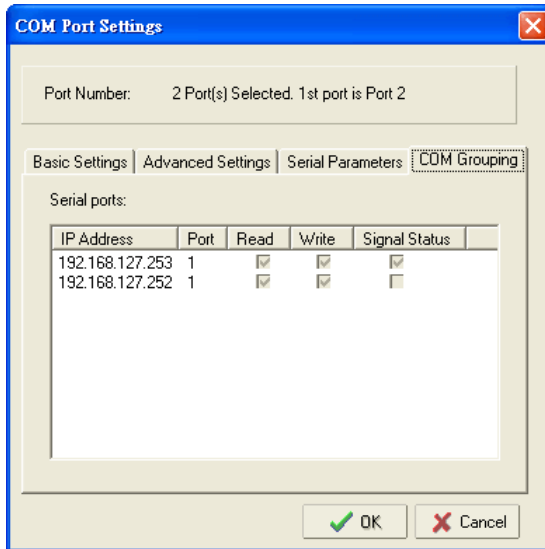 COM Port Settings
Port Number: 2 Port(s) Selected. 1st port is Port 2
Basic Settings Advanced Settings Serial Parameters COM Grouping
Serial ports:
IP Address Port Read Write Signal Status
192.168.127.253 1
192.168.127.252 1
OK Cancel